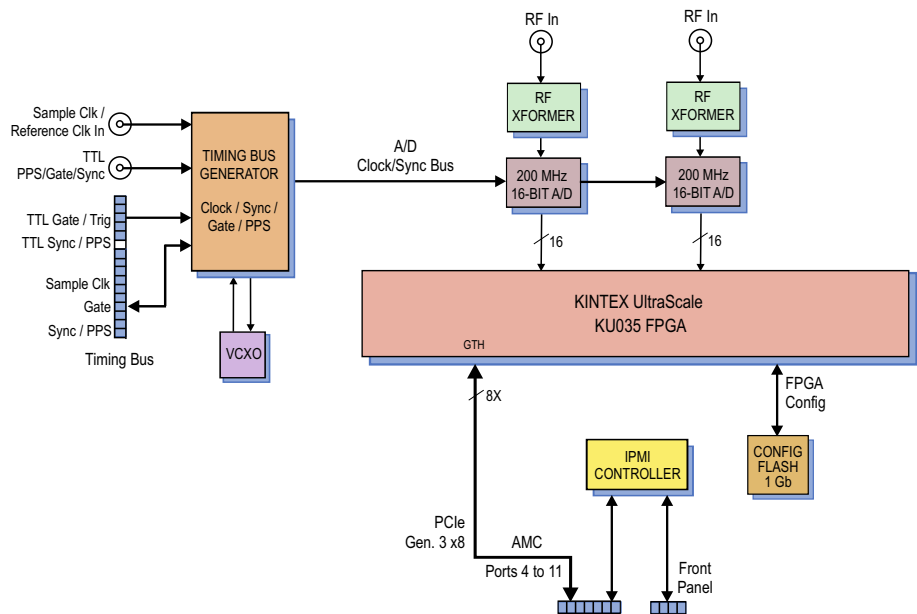 RF In
RF In
Sample Clk /
Reference Clk In
TTL
PPS/Gate/Sync
TIMING BUS
GENERATOR
Clock / Sync /
Gate / PPS
A/D
Clock/Sync Bus
RF
XFORMER
RF
XFORMER
200 MHz
16-BIT A/D
200 MHz
16-BIT A/D
TTL Gate / Trig
TTL Sync / PPS
Sample Clk
Gate
Sync / PPS
Timing Bus
VCXO
16
16
KINTEX UltraScale
KU035 FPGA
GTH
8X
FPGA
Config
CONFIG
FLASH
1 Gb
IPMI
CONTROLLER
PCIe
Gen. 3 x8
AMC
Ports 4 to 11
Front
Panel